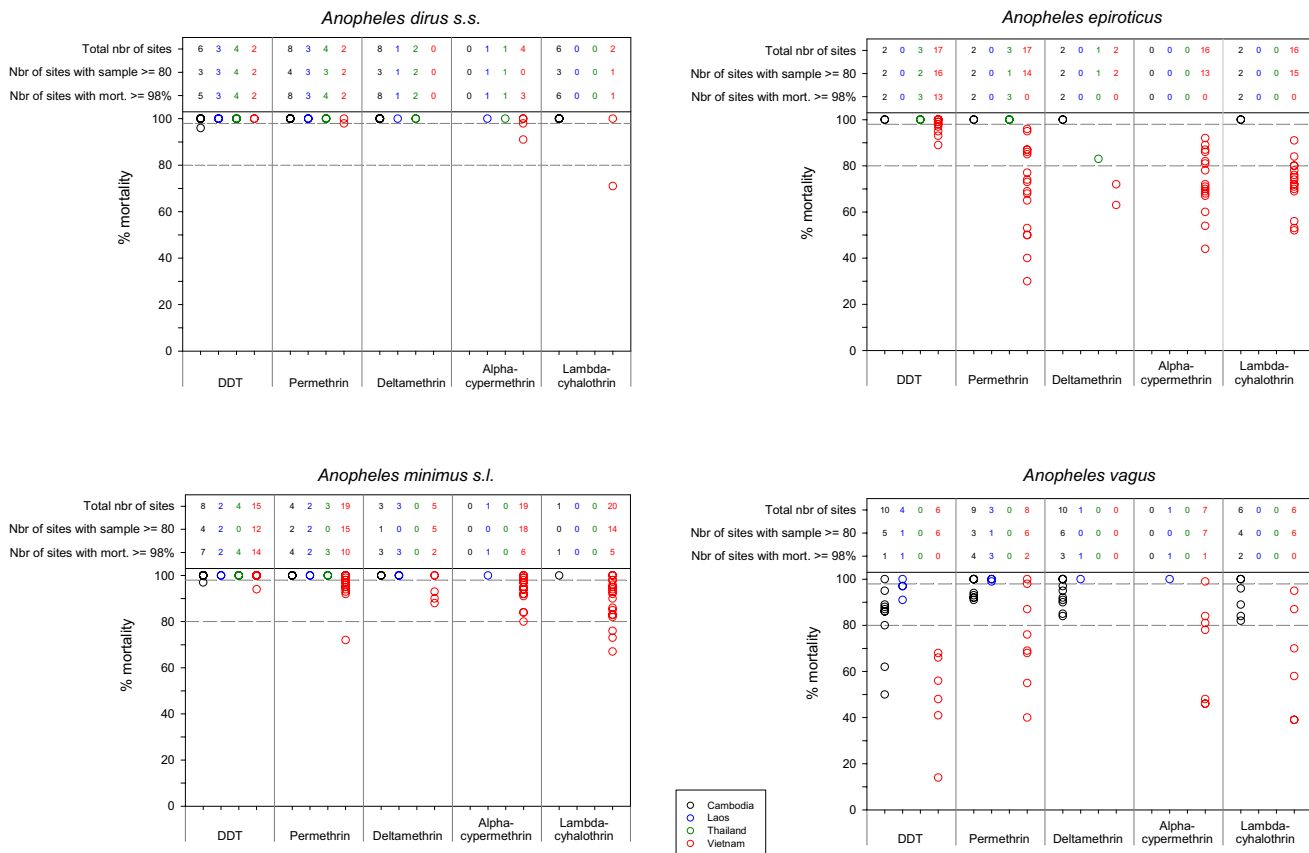 Anopheles dirus s.s.
Total nbr of sites 6 3 4 2 8 3 4 2 8 1 2 0 0 1 1 4 6 0 0 2
Nbr of sites with sample >= 80 3 3 4 2 4 3 3 2 3 1 2 0 0 1 1 0 3 0 0 1
Nbr of sites with mort. >= 98% 5 3 4 2 8 3 4 2 8 1 2 0 0 1 1 3 6 0 0 1
% mortality
100
80
60
40
20
0
DDT Permethrin Deltamethrin Alpha-cypermethrin Lambda-cyhalothrin
Anopheles epiroticus
Total nbr of sites 2 0 3 17 2 0 3 17 2 0 1 2 0 0 0 16 2 0 0 16
Nbr of sites with sample >= 80 2 0 2 16 2 0 1 14 2 0 1 2 0 0 0 13 2 0 0 15
Nbr of sites with mort. >= 98% 2 0 3 13 2 0 3 0 2 0 0 0 0 0 0 0 2 0 0 0
% mortality
100
80
60
40
20
0
DDT Permethrin Deltamethrin Alpha-cypermethrin Lambda-cyhalothrin
Anopheles minimus s.l.
Total nbr of sites 8 2 4 15 4 2 3 19 3 3 0 5 0 1 0 19 1 0 0 20
Nbr of sites with sample >= 80 4 2 0 12 2 2 0 15 1 0 0 5 0 0 0 18 0 0 0 14
Nbr of sites with mort. >= 98% 7 2 4 14 4 2 3 10 3 3 0 2 0 1 0 6 1 0 0 5
% mortality
100
80
60
40
20
0
DDT Permethrin Deltamethrin Alpha-cypermethrin Lambda-cyhalothrin
Anopheles vagus
Total nbr of sites 10 4 0 6 9 3 0 8 10 1 0 0 0 1 0 7 6 0 0 6
Nbr of sites with sample >= 80 5 1 0 6 3 1 0 4 6 0 0 0 0 0 0 7 4 0 0 6
Nbr of sites with mort. >= 98% 1 1 0 0 4 3 0 2 3 1 0 0 0 1 0 1 2 0 0 0
% mortality
100
80
60
40
20
0
DDT Permethrin Deltamethrin Alpha-cypermethrin Lambda-cyhalothrin
Cambodia
Laos
Thailand
Vietnam